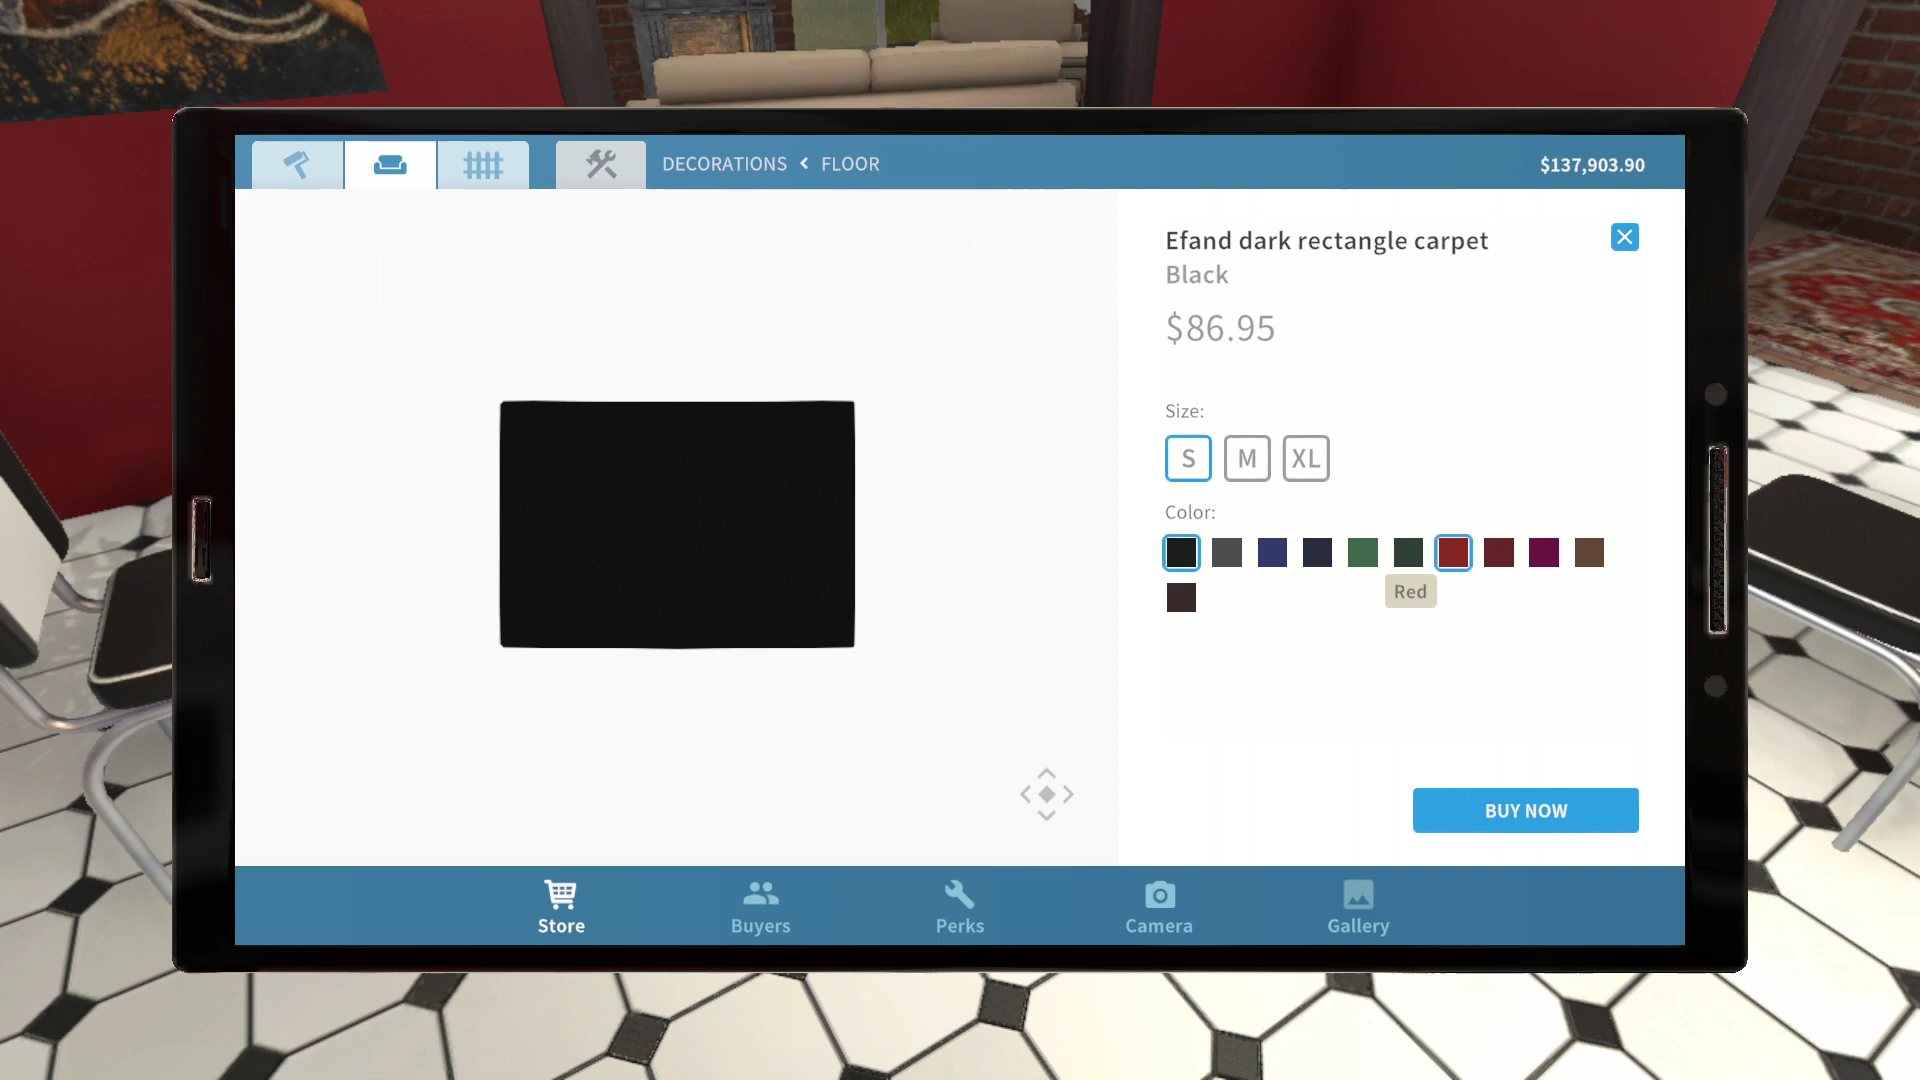 DECORATIONS < FLOOR
$137,903.90
Efand dark rectangle carpet
Black
$86.95
Size:
S M XL
Color:
Red
BUY NOW
Store Buyers Perks Camera Gallery